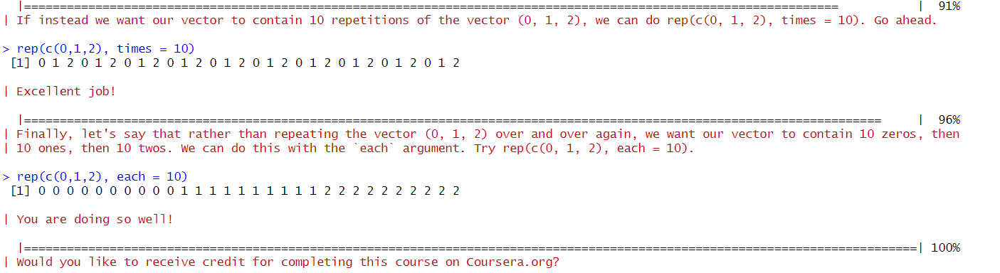 |===================================================================================================================     |  91%
| If instead we want our vector to contain 10 repetitions of the vector (0, 1, 2), we can do rep(c(0, 1, 2), times = 10). Go ahead.
> rep(c(0,1,2), times = 10)
[1] 0 1 2 0 1 2 0 1 2 0 1 2 0 1 2 0 1 2 0 1 2 0 1 2 0 1 2 0 1 2
| Excellent job!
|=========================================================================================================================     |  96%
| Finally, let's say that rather than repeating the vector (0, 1, 2) over and over again, we want our vector to contain 10 zeros, then
| 10 ones, then 10 twos. We can do this with the `each` argument. Try rep(c(0, 1, 2), each = 10).
> rep(c(0,1,2), each = 10)
[1] 0 0 0 0 0 0 0 0 0 0 1 1 1 1 1 1 1 1 1 1 2 2 2 2 2 2 2 2 2 2
| You are doing so well!
|==============================================================================================================================| 100%
| Would you like to receive credit for completing this course on Coursera.org?